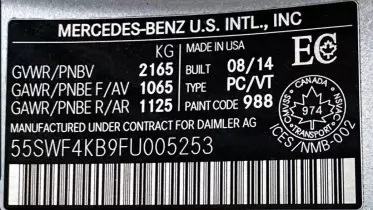 MERCEDES-BENZ U.S. INTL., INC
KG
GVWR/PNBV 2165
GAWR/PNBE F/AV 1065
GAWR/PNBE R/AR 1125
MADE IN USA
BUILT 08/14
TYPE PC/VT
PAINT CODE 988
EC
CANADA
974
TRANSPORT
ICES/NMB-002
MANUFACTURED UNDER CONTRACT FOR DAIMLER AG
55SWF4KB9FU005253